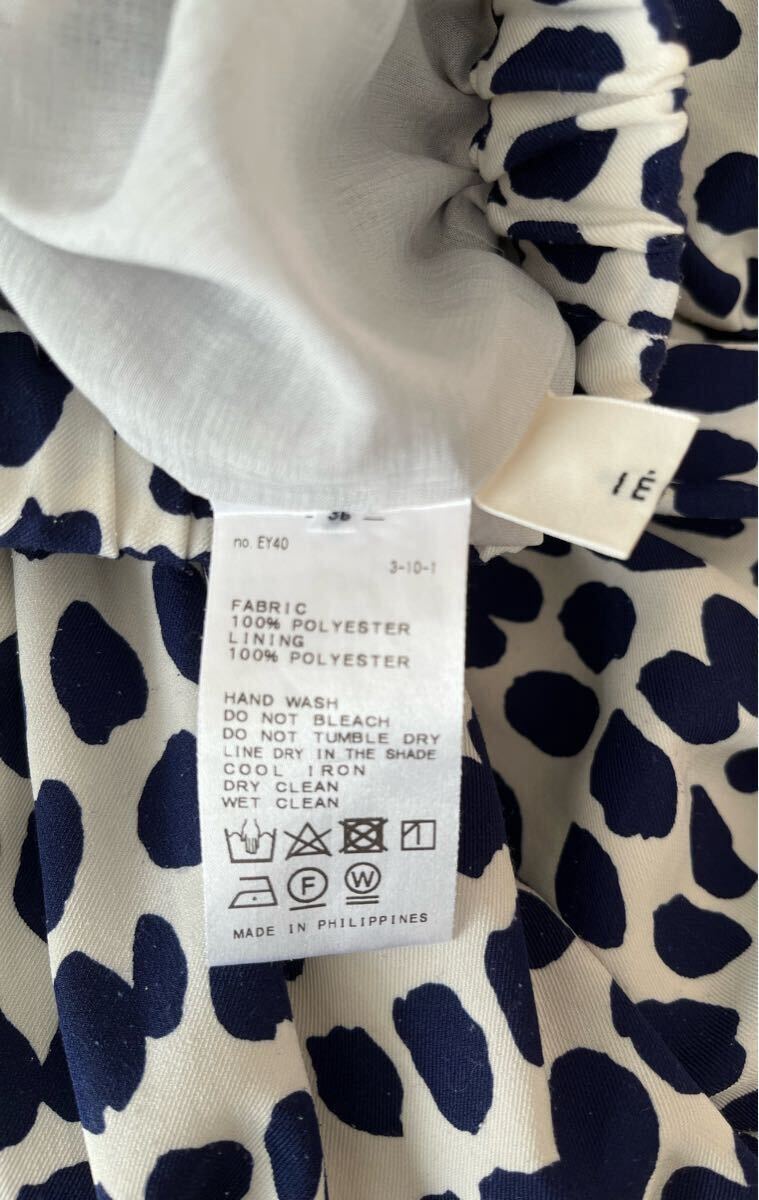 no. EY40
3-10-1
FABRIC
100% POLYESTER
LINING
100% POLYESTER
HAND WASH
DO NOT BLEACH
DO NOT TUMBLE DRY
LINE DRY IN THE SHADE
COOL IRON
DRY CLEAN
WET CLEAN
F
W
MADE IN PHILIPPINES
IÉ